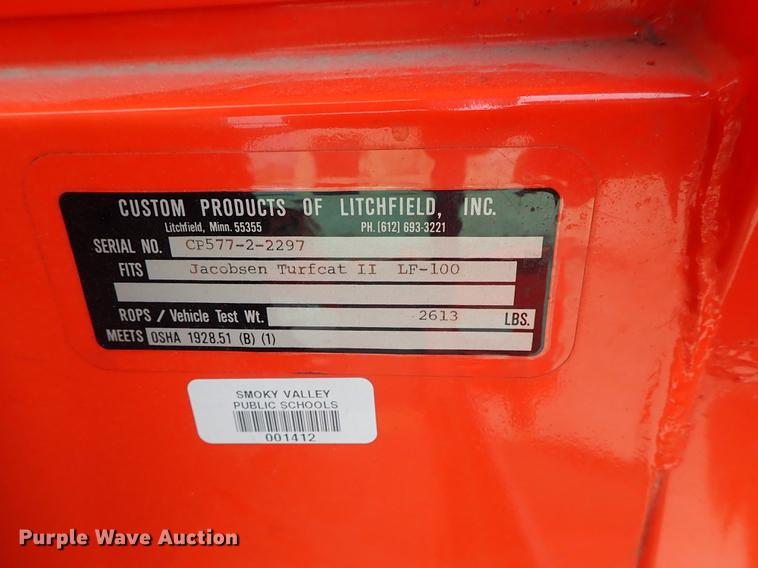 CUSTOM PRODUCTS OF LITCHFIELD, INC.
Litchfield, Minn. 55355 PH. (612) 693-3221
SERIAL NO. CP577-2-2297
FITS Jacobsen Turfcat II LF-100
ROPS / Vehicle Test Wt. 2613 LBS.
MEETS OSHA 1928.51 (B) (1)
SMOKY VALLEY
PUBLIC SCHOOLS
001412
Purple Wave Auction